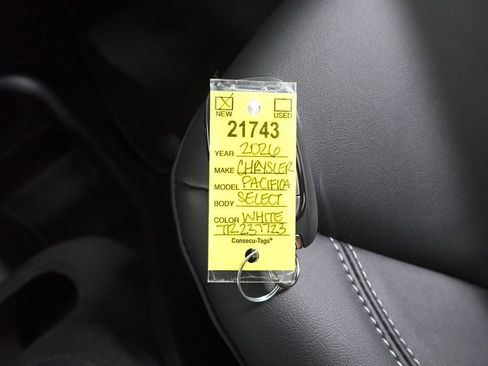 NEW USED
21743
YEAR 2026
MAKE CHRYSLER
MODEL PACIFICA
BODY SELECT
COLOR WHITE
TR237723
Consecu-Tags®